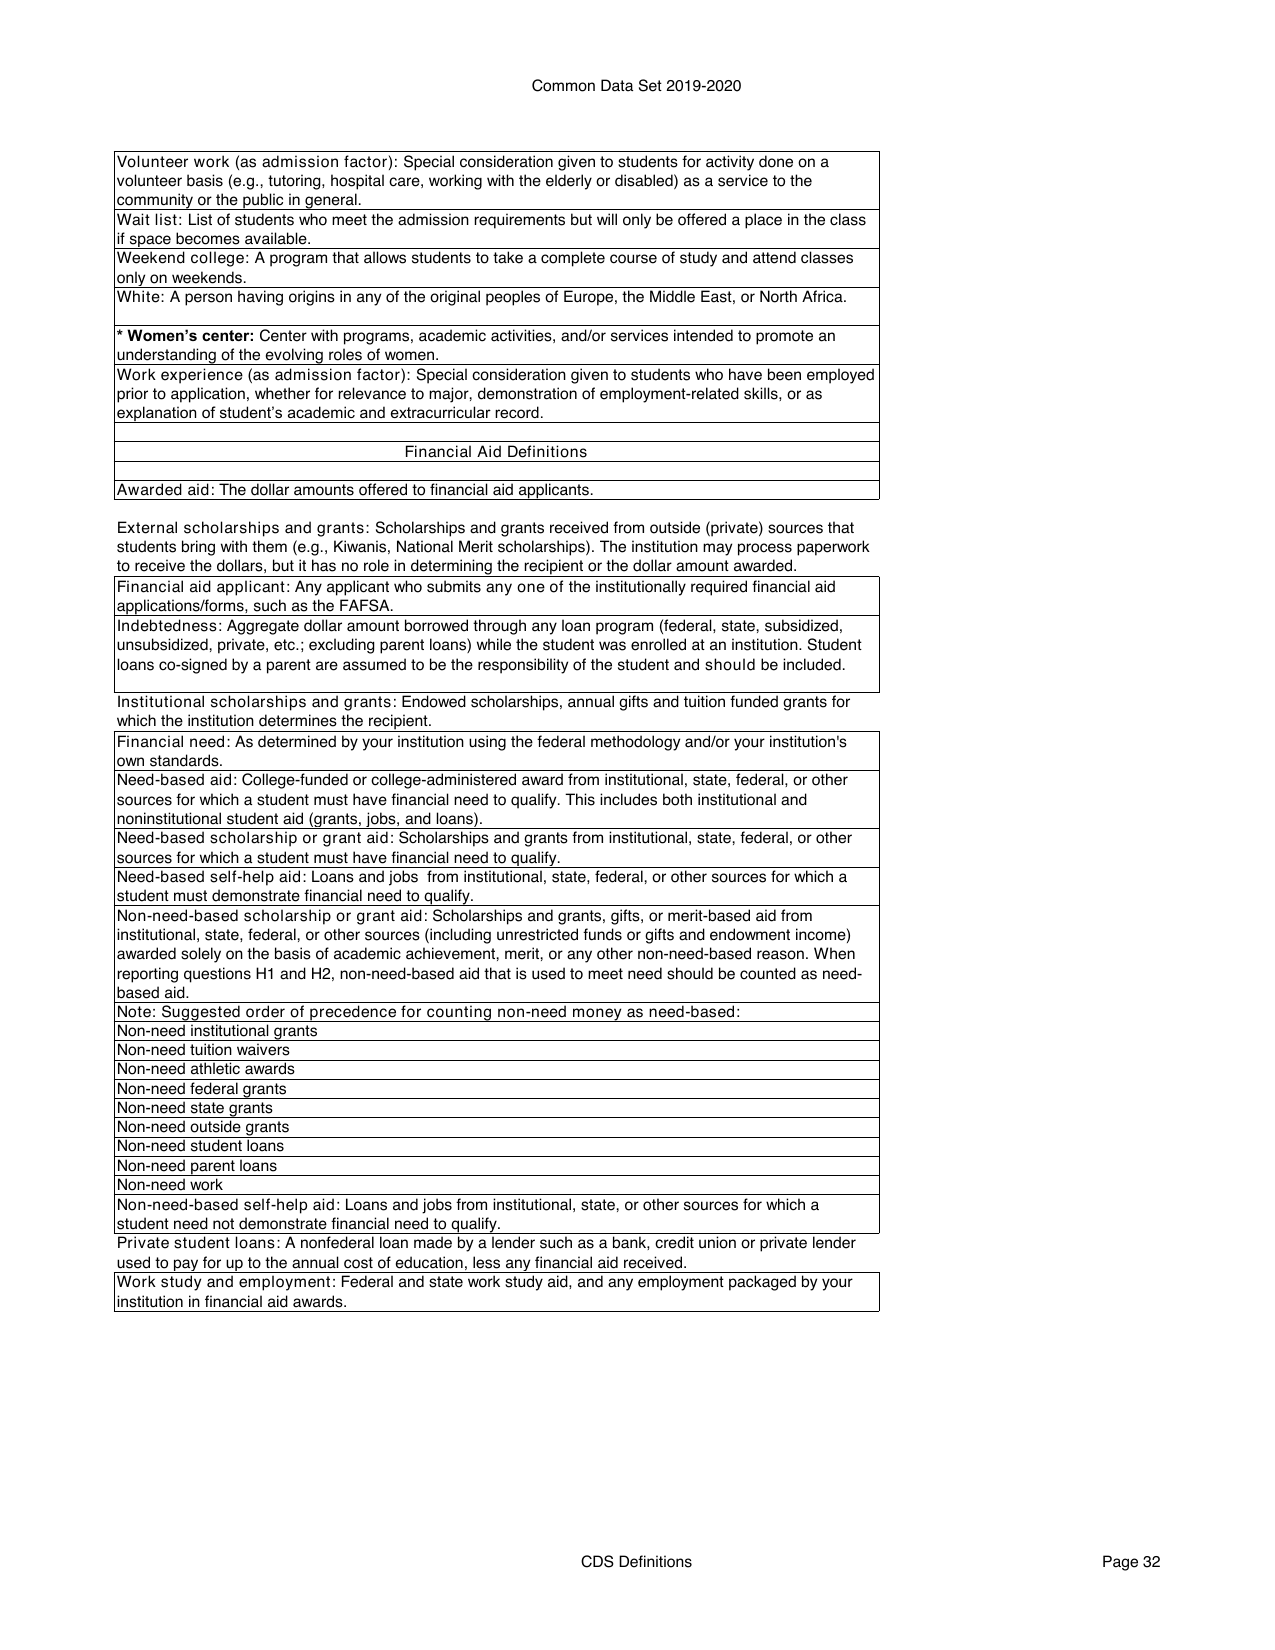 Common Data Set 2019-2020
Volunteer work (as admission factor): Special consideration given to students for activity done on a
volunteer basis (e.g., tutoring, hospital care, working with the elderly or disabled) as a service to the
community or the public in general.
Wait list: List of students who meet the admission requirements but will only be offered a place in the class
if space becomes available.
Weekend college: A program that allows students to take a complete course of study and attend classes
only on weekends.
White: A person having origins in any of the original peoples of Europe, the Middle East, or North Africa.
* Women’s center: Center with programs, academic activities, and/or services intended to promote an
understanding of the evolving roles of women.
Work experience (as admission factor): Special consideration given to students who have been employed
prior to application, whether for relevance to major, demonstration of employment-related skills, or as
explanation of student’s academic and extracurricular record.
Financial Aid Definitions
Awarded aid: The dollar amounts offered to financial aid applicants.
External scholarships and grants: Scholarships and grants received from outside (private) sources that
students bring with them (e.g., Kiwanis, National Merit scholarships). The institution may process paperwork
to receive the dollars, but it has no role in determining the recipient or the dollar amount awarded.
Financial aid applicant: Any applicant who submits any one of the institutionally required financial aid
applications/forms, such as the FAFSA.
Indebtedness: Aggregate dollar amount borrowed through any loan program (federal, state, subsidized,
unsubsidized, private, etc.; excluding parent loans) while the student was enrolled at an institution. Student
loans co-signed by a parent are assumed to be the responsibility of the student and should be included.
Institutional scholarships and grants: Endowed scholarships, annual gifts and tuition funded grants for
which the institution determines the recipient.
Financial need: As determined by your institution using the federal methodology and/or your institution's
own standards.
Need-based aid: College-funded or college-administered award from institutional, state, federal, or other
sources for which a student must have financial need to qualify. This includes both institutional and
noninstitutional student aid (grants, jobs, and loans).
Need-based scholarship or grant aid: Scholarships and grants from institutional, state, federal, or other
sources for which a student must have financial need to qualify.
Need-based self-help aid: Loans and jobs  from institutional, state, federal, or other sources for which a
student must demonstrate financial need to qualify.
Non-need-based scholarship or grant aid: Scholarships and grants, gifts, or merit-based aid from
institutional, state, federal, or other sources (including unrestricted funds or gifts and endowment income)
awarded solely on the basis of academic achievement, merit, or any other non-need-based reason. When
reporting questions H1 and H2, non-need-based aid that is used to meet need should be counted as need-
based aid.
Note: Suggested order of precedence for counting non-need money as need-based:
Non-need institutional grants
Non-need tuition waivers
Non-need athletic awards
Non-need federal grants
Non-need state grants
Non-need outside grants
Non-need student loans
Non-need parent loans
Non-need work
Non-need-based self-help aid: Loans and jobs from institutional, state, or other sources for which a
student need not demonstrate financial need to qualify.
Private student loans: A nonfederal loan made by a lender such as a bank, credit union or private lender
used to pay for up to the annual cost of education, less any financial aid received.
Work study and employment: Federal and state work study aid, and any employment packaged by your
institution in financial aid awards.
CDS Definitions
Page 32